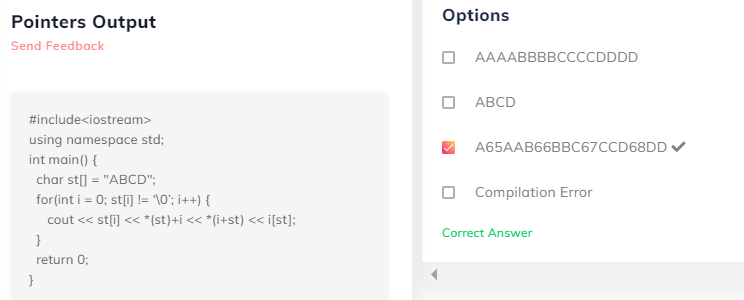 Pointers Output
Send Feedback
#include<iostream>
using namespace std;
int main() {
char st[] = "ABCD";
for(int i = 0; st[i] != ‘\0’; i++) {
cout << st[i] << *(st)+i << *(i+st) << i[st];
}
return 0;
}
Options
AAAABBBBCCCCDDDD
ABCD
A65AAB66BBC67CCD68DD
Compilation Error
Correct Answer